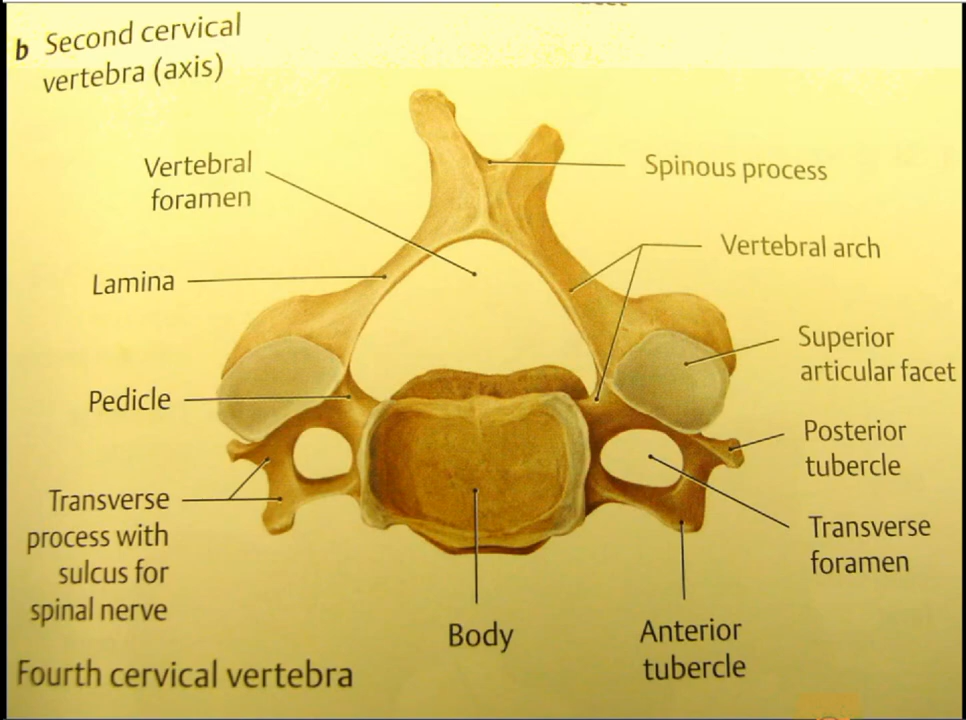 b Second cervical
vertebra (axis)
Vertebral
foramen
Spinous process
Vertebral arch
Lamina
Superior
articular facet
Pedicle
Posterior
tubercle
Transverse
process with
sulcus for
spinal nerve
Transverse
foramen
Body
Anterior
tubercle
Fourth cervical vertebra